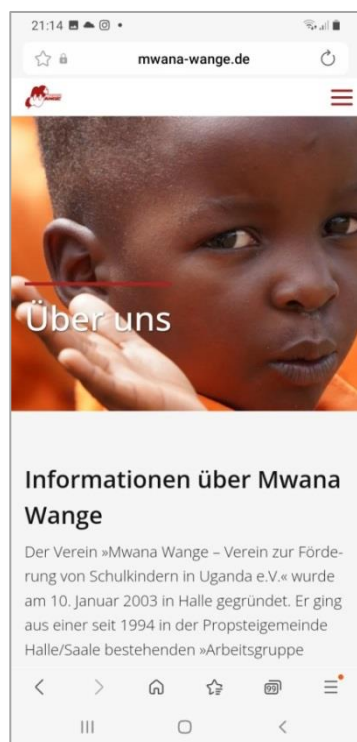 21:14
mwana-wange.de
Über uns
Informationen über Mwana
Wange
Der Verein »Mwana Wange – Verein zur Förde-
rung von Schulkindern in Uganda e.V.« wurde
am 10. Januar 2003 in Halle gegründet. Er ging
aus einer seit 1994 in der Propsteigemeinde
Halle/Saale bestehenden »Arbeitsgruppe
99